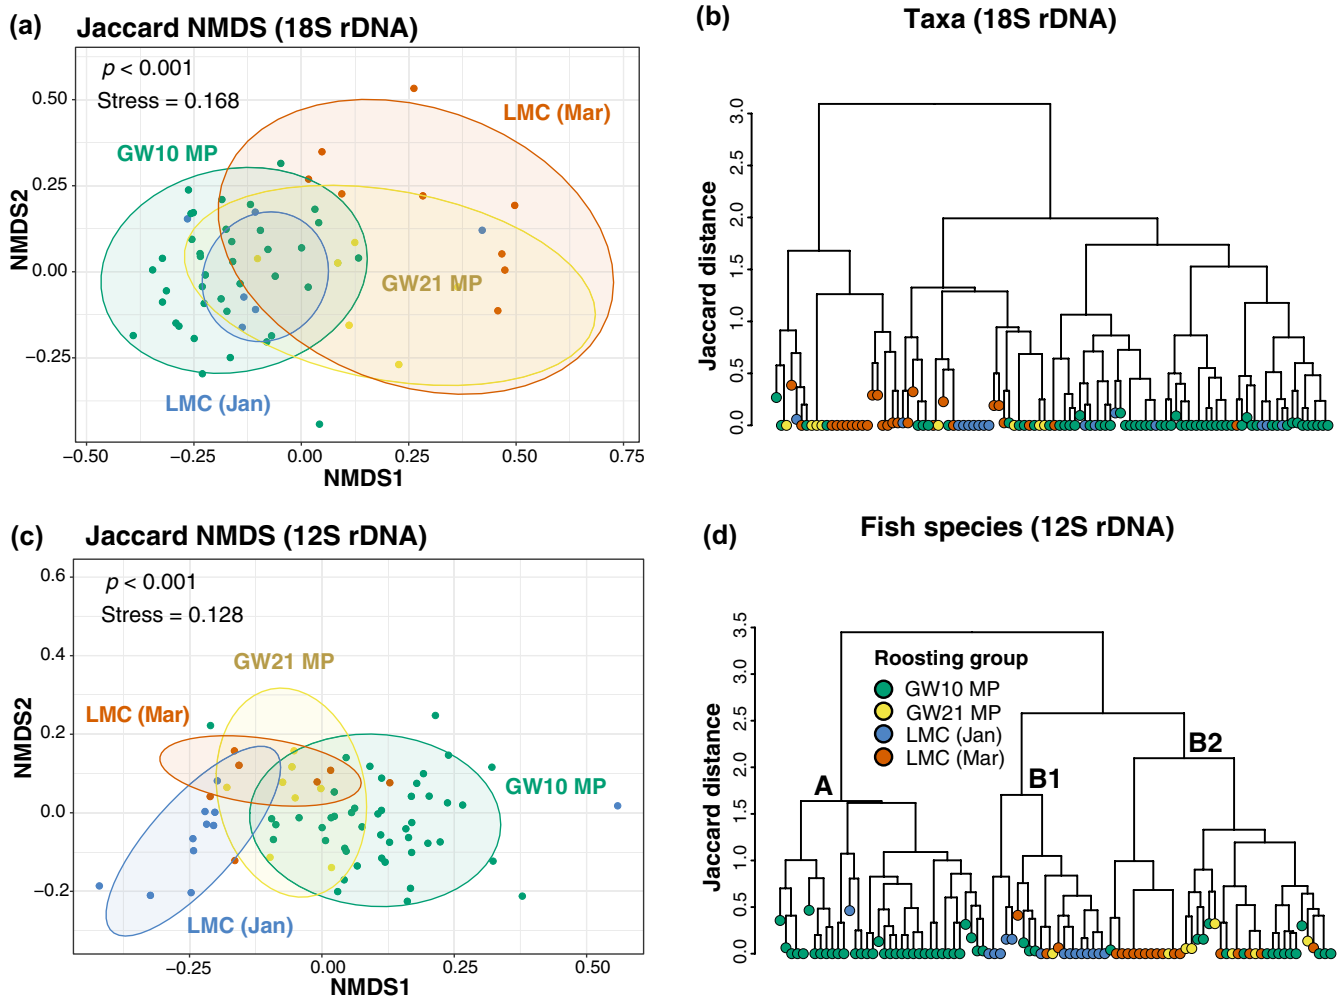 (a) Jaccard NMDS (18S rDNA)
p < 0.001
Stress = 0.168
LMC (Mar)
GW10 MP
GW21 MP
LMC (Jan)
NMDS2
0.50
0.25
0.00
−0.25
−0.50 −0.25 0.00 0.25 0.50 0.75
NMDS1
(b) Taxa (18S rDNA)
Jaccard distance
3.0
2.5
2.0
1.5
1.0
0.5
0.0
(c) Jaccard NMDS (12S rDNA)
p < 0.001
Stress = 0.128
GW21 MP
LMC (Mar)
GW10 MP
LMC (Jan)
NMDS2
0.6
0.4
0.2
0.0
−0.2
−0.25 0.00 0.25 0.50
NMDS1
(d) Fish species (12S rDNA)
Jaccard distance
3.5
3.0
2.5
2.0
1.5
1.0
0.5
0.0
Roosting group
GW10 MP
GW21 MP
LMC (Jan)
LMC (Mar)
A
B1
B2